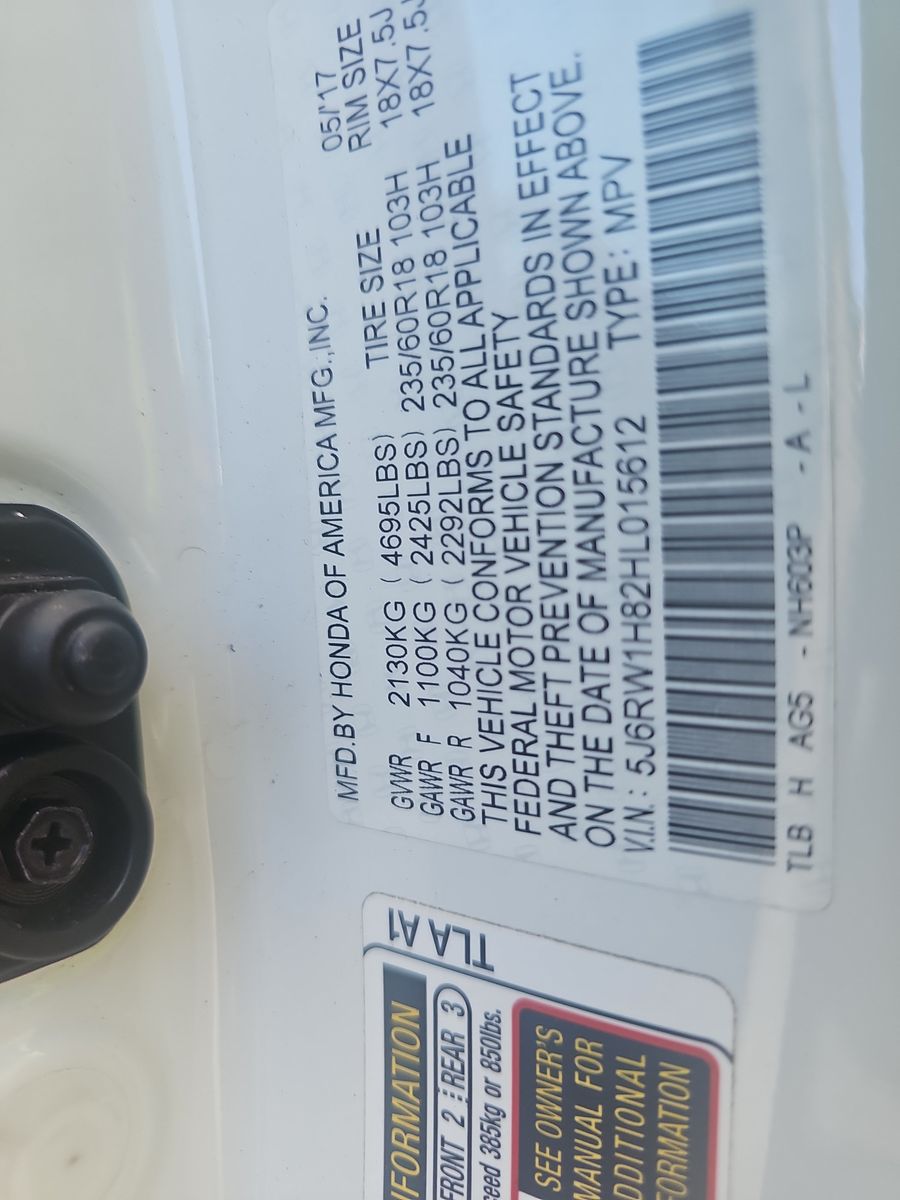 MFD.BY HONDA OF AMERICA MFG.,INC. 05/'17
TIRE SIZE RIM SIZE
GVWR 2130KG ( 4695LBS)
GAWR F 1100KG ( 2425LBS) 235/60R18 103H 18X7.5J
GAWR R 1040KG ( 2292LBS) 235/60R18 103H 18X7.5J
THIS VEHICLE CONFORMS TO ALL APPLICABLE
FEDERAL MOTOR VEHICLE SAFETY
AND THEFT PREVENTION STANDARDS IN EFFECT
ON THE DATE OF MANUFACTURE SHOWN ABOVE.
V.I.N.: 5J6RW1H82HL015612 TYPE: MPV
TLB H AG5 -NH603P -A-L
TLA A1
FRONT 2 REAR 3
385kg or 850lbs.
SEE OWNER'S
MANUAL FOR